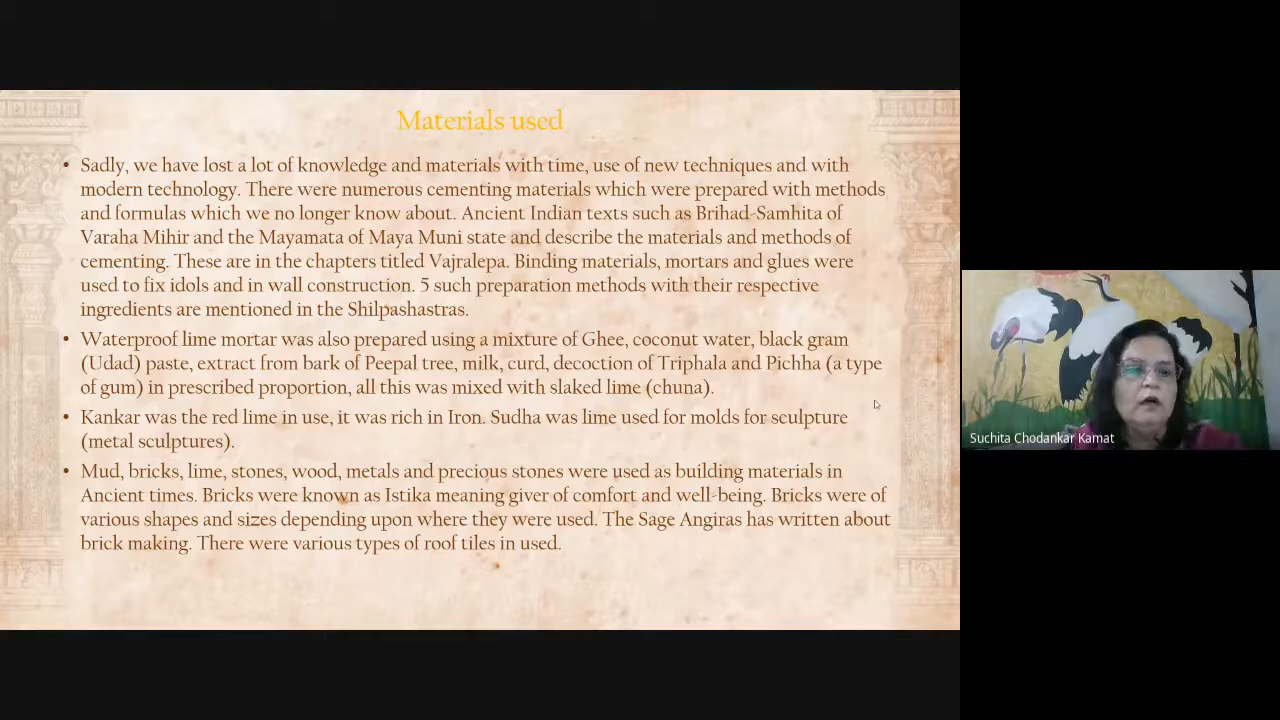 Materials used
• Sadly, we have lost a lot of knowledge and materials with time, use of new techniques and with
modern technology. There were numerous cementing materials which were prepared with methods
and formulas which we no longer know about. Ancient Indian texts such as Brihad-Samhita of
Varaha Mihir and the Mayamata of Maya Muni state and describe the materials and methods of
cementing. These are in the chapters titled Vajralepa. Binding materials, mortars and glues were
used to fix idols and in wall construction. 5 such preparation methods with their respective
ingredients are mentioned in the Shilpashastras.
• Waterproof lime mortar was also prepared using a mixture of Ghee, coconut water, black gram
(Udad) paste, extract from bark of Peepal tree, milk, curd, decoction of Triphala and Pichha (a type
of gum) in prescribed proportion, all this was mixed with slaked lime (chuna).
• Kankar was the red lime in use, it was rich in Iron. Sudha was lime used for molds for sculpture
(metal sculptures).
• Mud, bricks, lime, stones, wood, metals and precious stones were used as building materials in
Ancient times. Bricks were known as Istika meaning giver of comfort and well-being. Bricks were of
various shapes and sizes depending upon where they were used. The Sage Angiras has written about
brick making. There were various types of roof tiles in used.
Suchita Chodankar Kamat